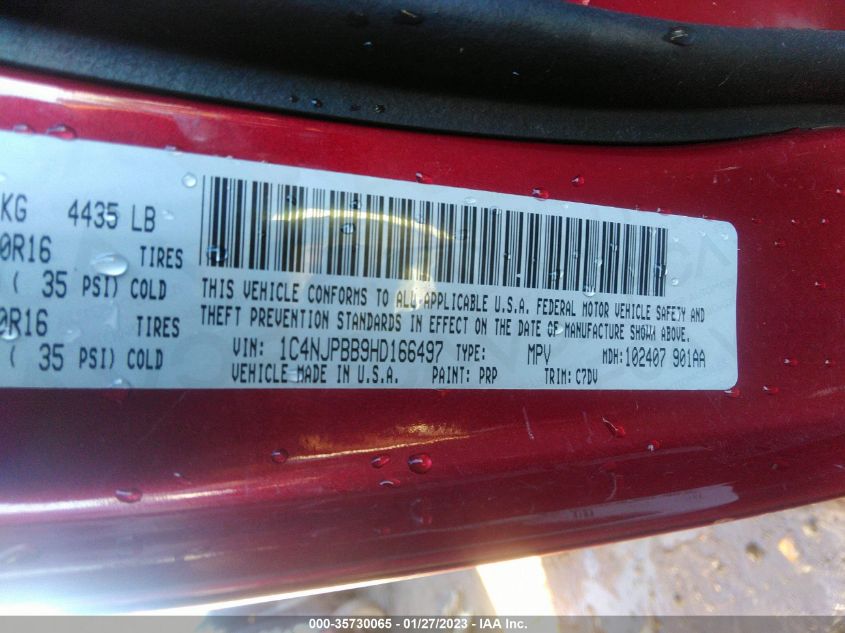 KG 4435 LB
0R16 TIRES
( 35 PSI) COLD
0R16 TIRES
( 35 PSI) COLD
THIS VEHICLE CONFORMS TO ALL APPLICABLE U.S.A. FEDERAL MOTOR VEHICLE SAFETY AND
THEFT PREVENTION STANDARDS IN EFFECT ON THE DATE OF MANUFACTURE SHOWN ABOVE.
VIN: 1C4NJPBB9HD166497 TYPE: MPV MDH:102407 901AA
VEHICLE MADE IN U.S.A. PAINT: PRP TRIM: C7DV
000-35730065 - 01/27/2023 - IAA Inc.